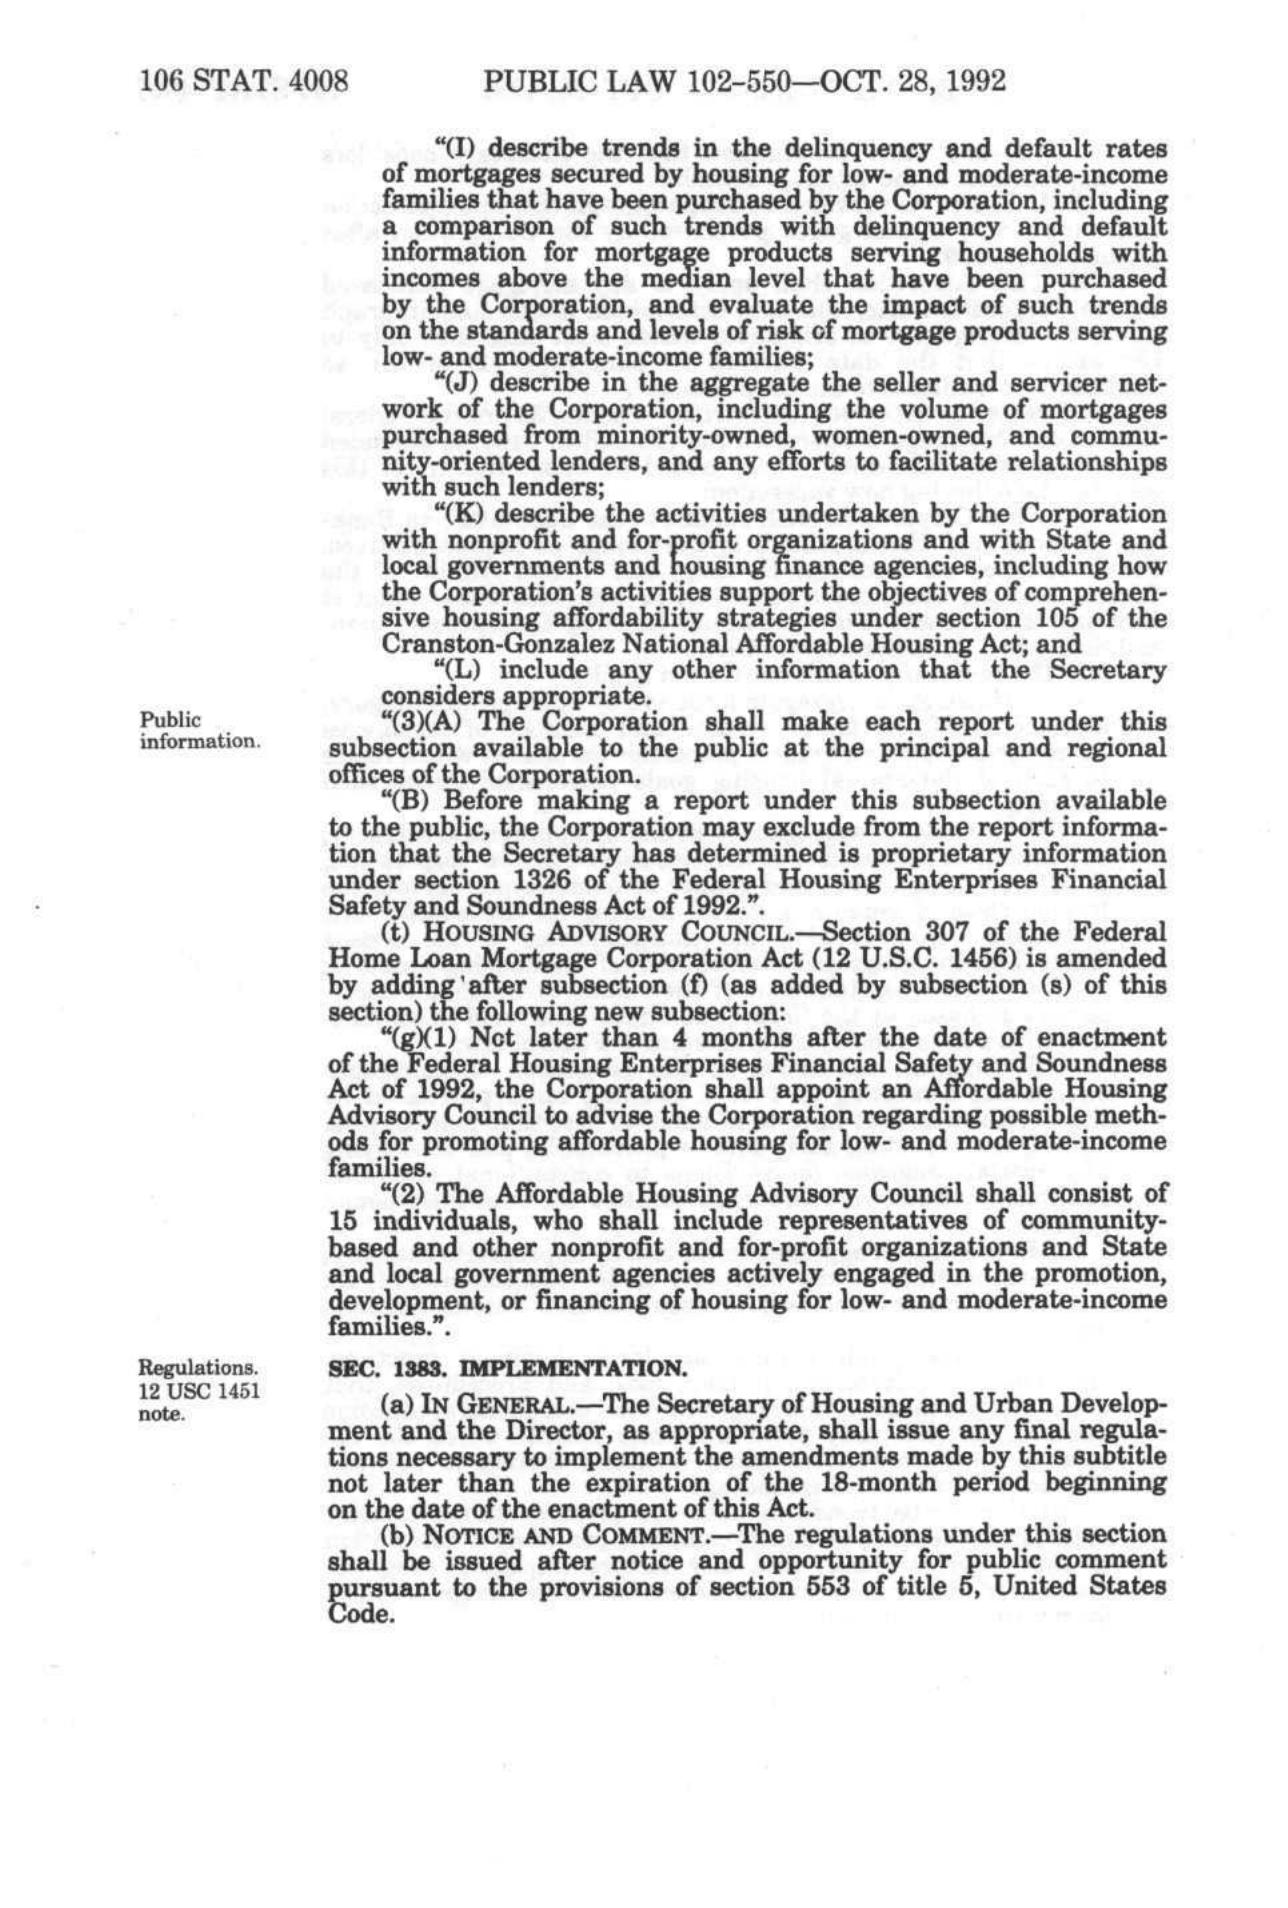 106 STAT. 4008 PUBLIC LAW 102-550—OCT. 28, 1992
"(I) describe trends in the delinquency and default rates
of mortgages secured by housing for low- and moderate-income
families that have been purchased by the Corporation, including
a comparison of such trends with delinquency and default
information for mortgage products serving households with
incomes above the median level that have been purchased
by the Corporation, and evaluate the impact of such trends
on the standards and levels of risk of mortgage products serving
low- and moderate-income families;
"(J) describe in the aggregate the seller and servicer net-
work of the Corporation, including the volume of mortgages
purchased from minority-owned, women-owned, and commu-
nity-oriented lenders, and any efforts to facilitate relationships
with such lenders;
"(K) describe the activities undertaken by the Corporation
with nonprofit and for-profit organizations and with State and
local governments and housing finance agencies, including how
the Corporation's activities support the objectives of comprehen-
sive housing affordability strategies under section 105 of the
Cranston-Gonzalez National Affordable Housing Act; and
"(L) include any other information that the Secretary
considers appropriate.
Public
information.
"(3)(A) The Corporation shall make each report under this
subsection available to the public at the principal and regional
offices of the Corporation.
"(B) Before making a report under this subsection available
to the public, the Corporation may exclude from the report informa-
tion that the Secretary has determined is proprietary information
under section 1326 of the Federal Housing Enterprises Financial
Safety and Soundness Act of 1992.".
(t) HOUSING ADVISORY COUNCIL.—Section 307 of the Federal
Home Loan Mortgage Corporation Act (12 U.S.C. 1456) is amended
by adding after subsection (f) (as added by subsection (s) of this
section) the following new subsection:
"(g)(1) Not later than 4 months after the date of enactment
of the Federal Housing Enterprises Financial Safety and Soundness
Act of 1992, the Corporation shall appoint an Affordable Housing
Advisory Council to advise the Corporation regarding possible meth-
ods for promoting affordable housing for low- and moderate-income
families.
"(2) The Affordable Housing Advisory Council shall consist of
15 individuals, who shall include representatives of community-
based and other nonprofit and for-profit organizations and State
and local government agencies actively engaged in the promotion,
development, or financing of housing for low- and moderate-income
families.".
Regulations.
12 USC 1451
note.
SEC. 1383. IMPLEMENTATION.
(a) IN GENERAL.—The Secretary of Housing and Urban Develop-
ment and the Director, as appropriate, shall issue any final regula-
tions necessary to implement the amendments made by this subtitle
not later than the expiration of the 18-month period beginning
on the date of the enactment of this Act.
(b) NOTICE AND COMMENT.—The regulations under this section
shall be issued after notice and opportunity for public comment
pursuant to the provisions of section 553 of title 5, United States
Code.